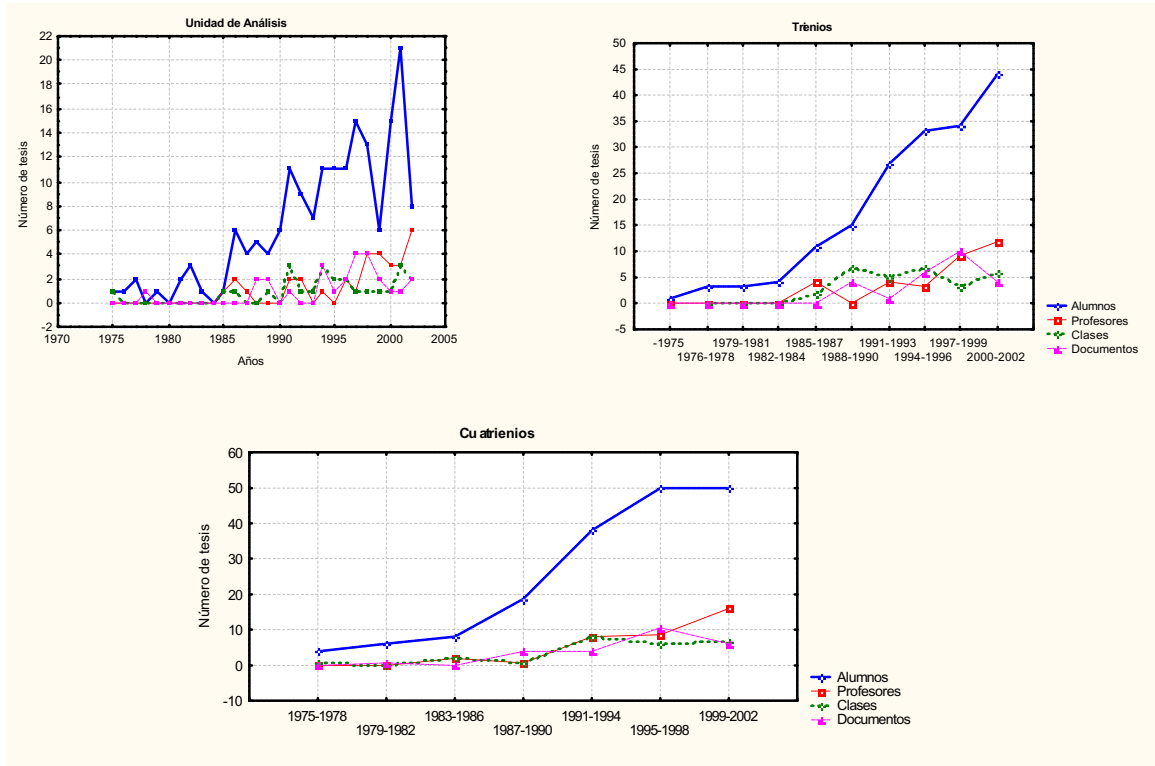 Unidad de Análisis
Número de tesis
22
20
18
16
14
12
10
8
6
4
2
0
-2
1970 1975 1980 1985 1990 1995 2000 2005
Años
Trienios
50
45
40
35
30
25
20
15
10
5
0
-5
-1975 1979-1981 1985-1987 1991-1993 1997-1999
1976-1978 1982-1984 1988-1990 1994-1996 2000-2002
Alumnos
Profesores
Clases
Documentos
Número de tesis
Cuatrienios
Número de tesis
60
50
40
30
20
10
0
-10
1975-1978 1983-1986 1991-1994 1999-2002
1979-1982 1987-1990 1995-1998
Alumnos
Profesores
Clases
Documentos